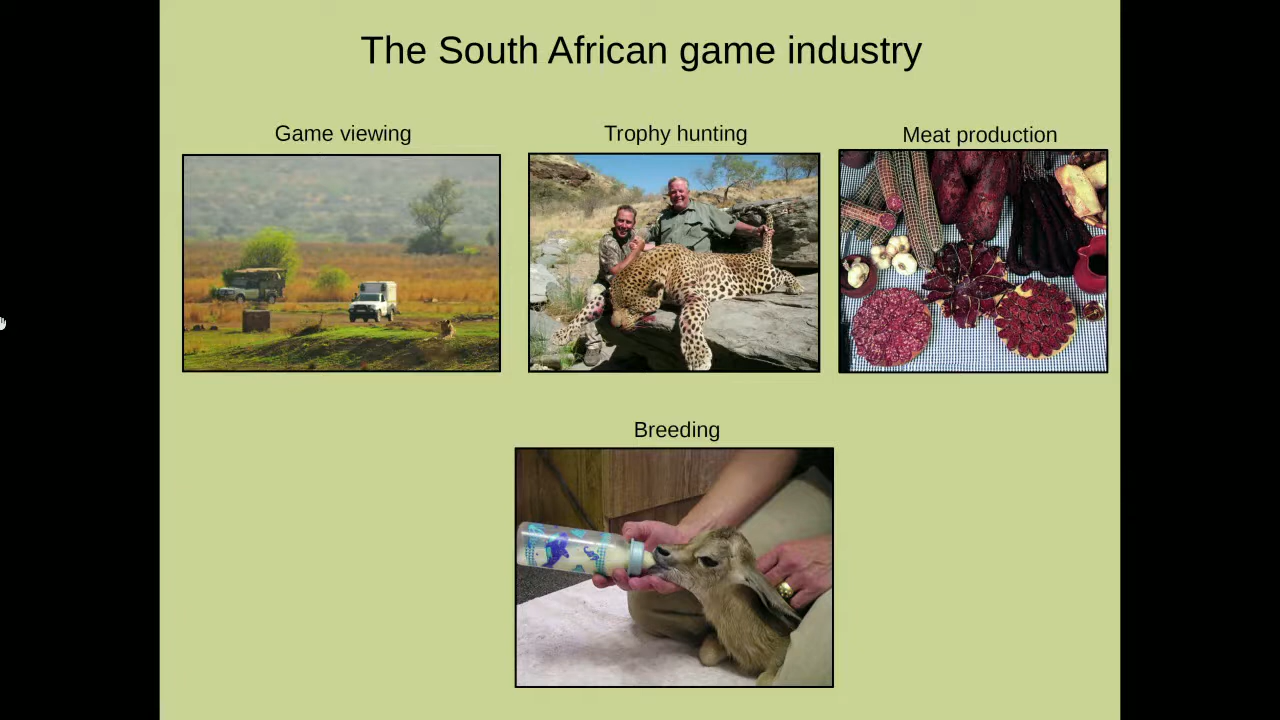 The South African game industry
Game viewing
Trophy hunting
Meat production
Breeding